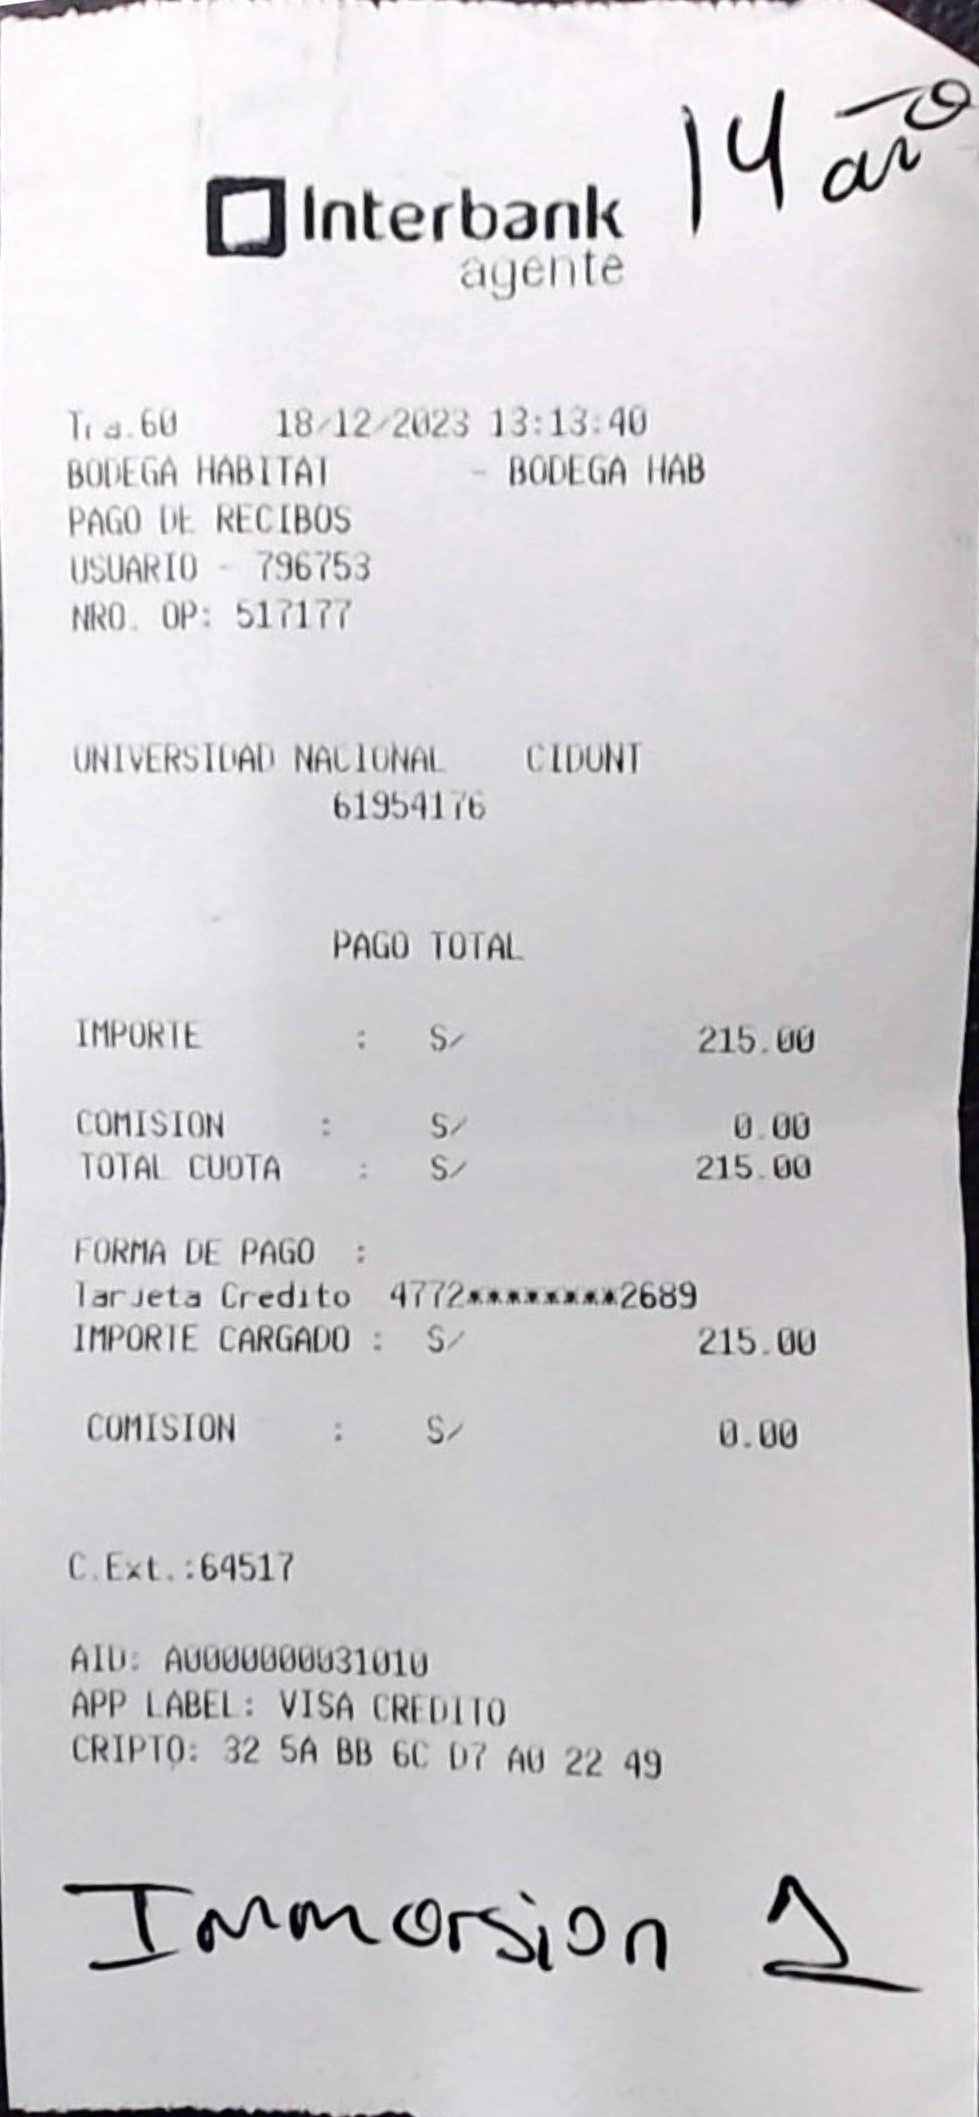 14 año
Interbank
agente
Tra.60 18/12/2023 13:13:40
BODEGA HABITAT - BODEGA HAB
PAGO DE RECIBOS
USUARIO - 796753
NRO. OP: 517177
UNIVERSIDAD NACIONAL CIDUNT
61954176
PAGO TOTAL
IMPORTE : S/ 215.00
COMISION : S/ 0.00
TOTAL CUOTA : S/ 215.00
FORMA DE PAGO :
Tarjeta Credito 4772********2689
IMPORTE CARGADO : S/ 215.00
COMISION : S/ 0.00
C.Ext.:64517
AID: A0000000031010
APP LABEL: VISA CREDITO
CRIPTO: 32 5A BB 6C D7 A0 22 49
Immorsion 1